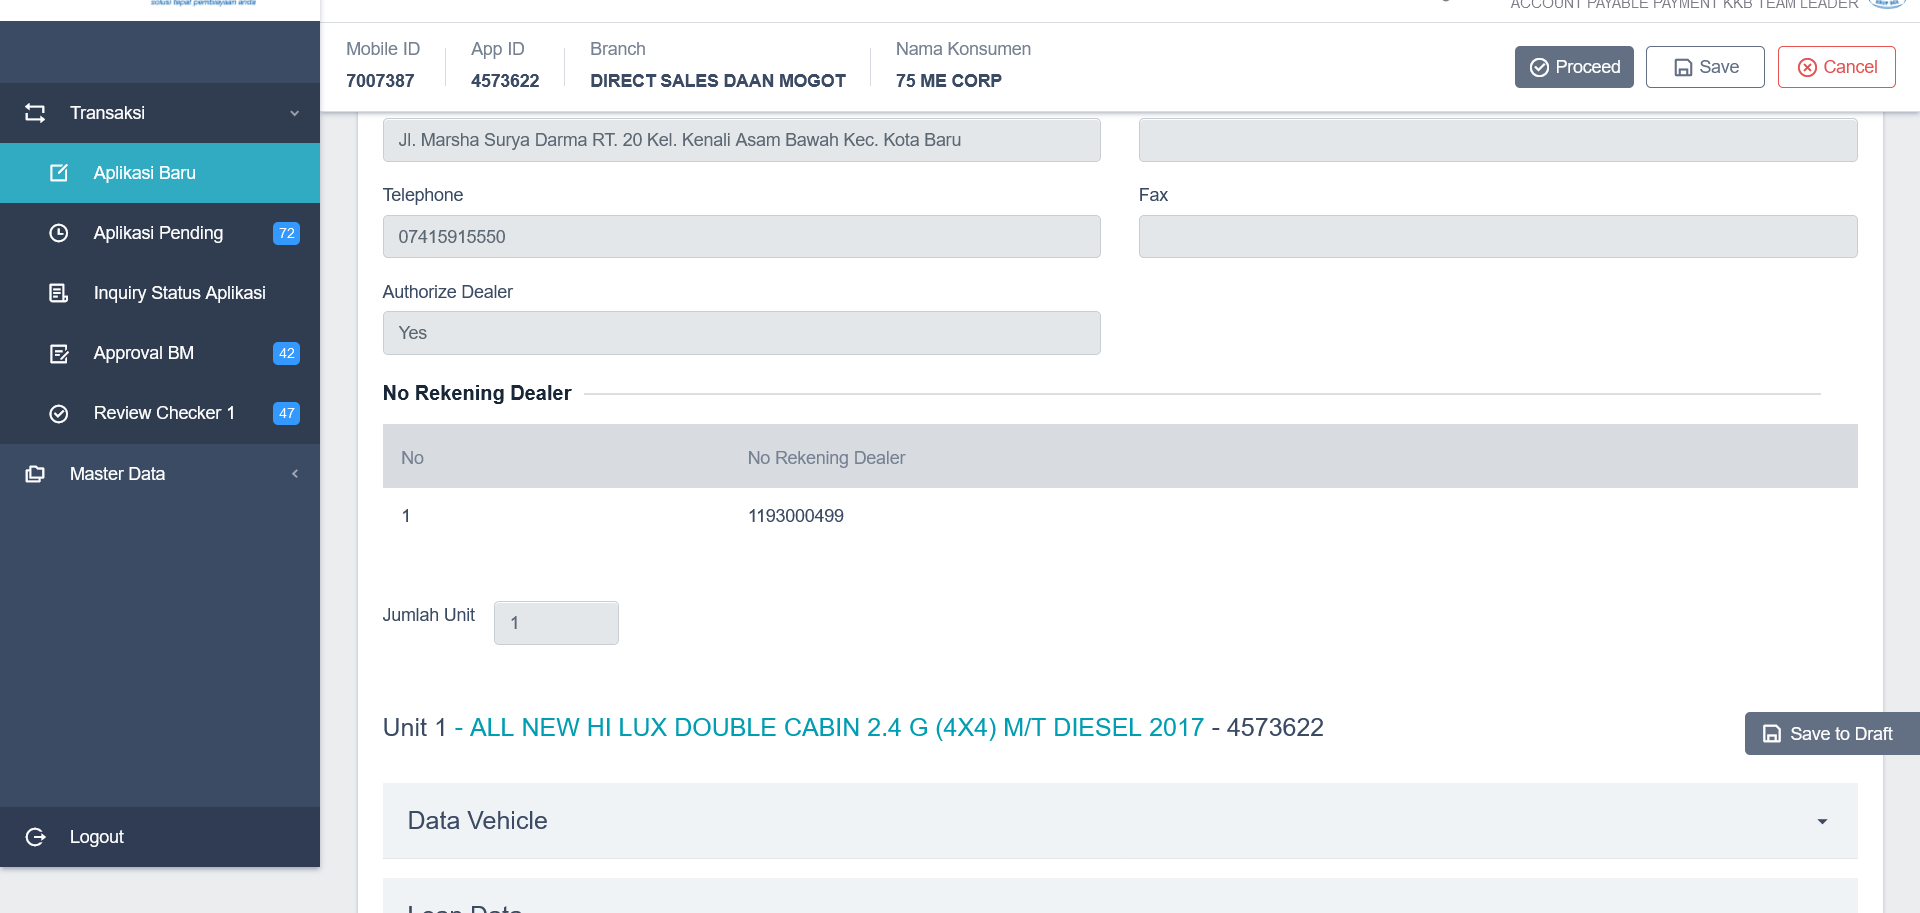 solusi tepat pembiayaan anda
ACCOUNT PAYABLE PAYMENT KKB TEAM LEADER
Mobile ID
7007387
App ID
4573622
Branch
DIRECT SALES DAAN MOGOT
Nama Konsumen
75 ME CORP
Proceed
Save
Cancel
Transaksi
Aplikasi Baru
Aplikasi Pending 72
Inquiry Status Aplikasi
Approval BM 42
Review Checker 1 47
Master Data
Logout
Jl. Marsha Surya Darma RT. 20 Kel. Kenali Asam Bawah Kec. Kota Baru
Telephone
07415915550
Fax
Authorize Dealer
Yes
No Rekening Dealer
No No Rekening Dealer
1 1193000499
Jumlah Unit 1
Unit 1 - ALL NEW HI LUX DOUBLE CABIN 2.4 G (4X4) M/T DIESEL 2017 - 4573622
Save to Draft
Data Vehicle
Loan Data